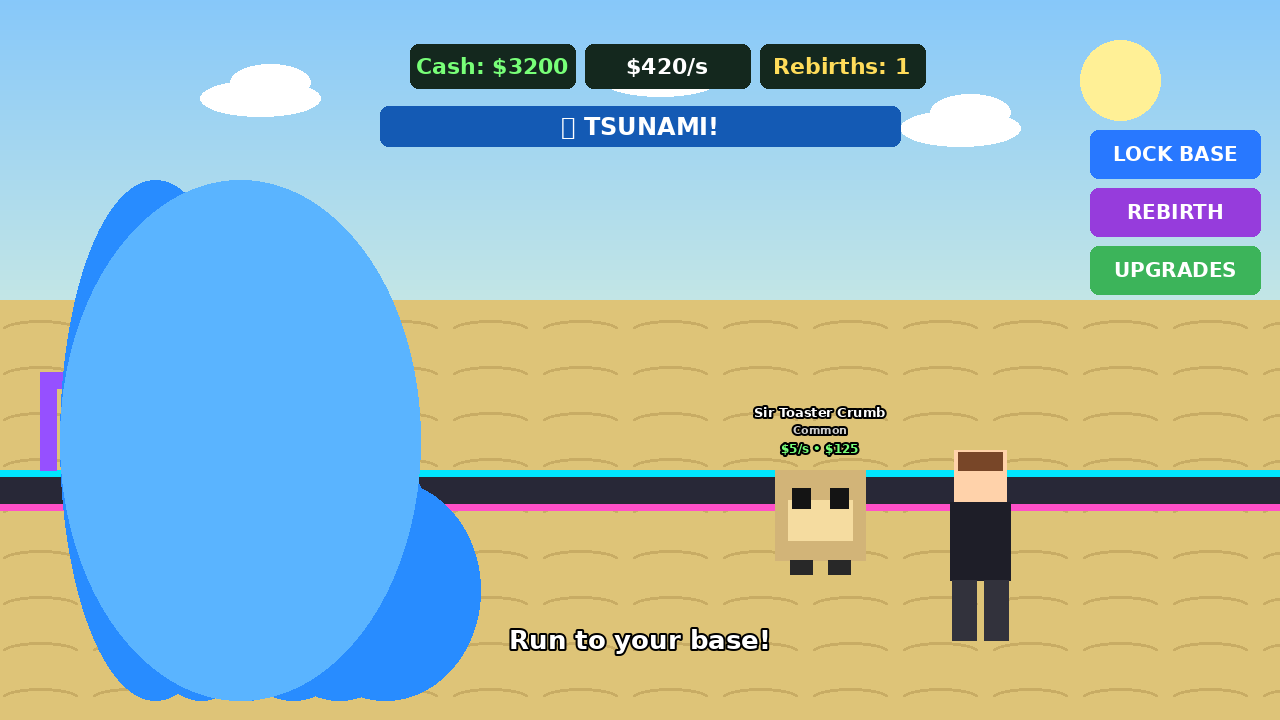 Cash: $3200
$420/s
Rebirths: 1
TSUNAMI!
LOCK BASE
REBIRTH
UPGRADES
Sir Toaster Crumb
Common
$5/s • $125
Run to your base!